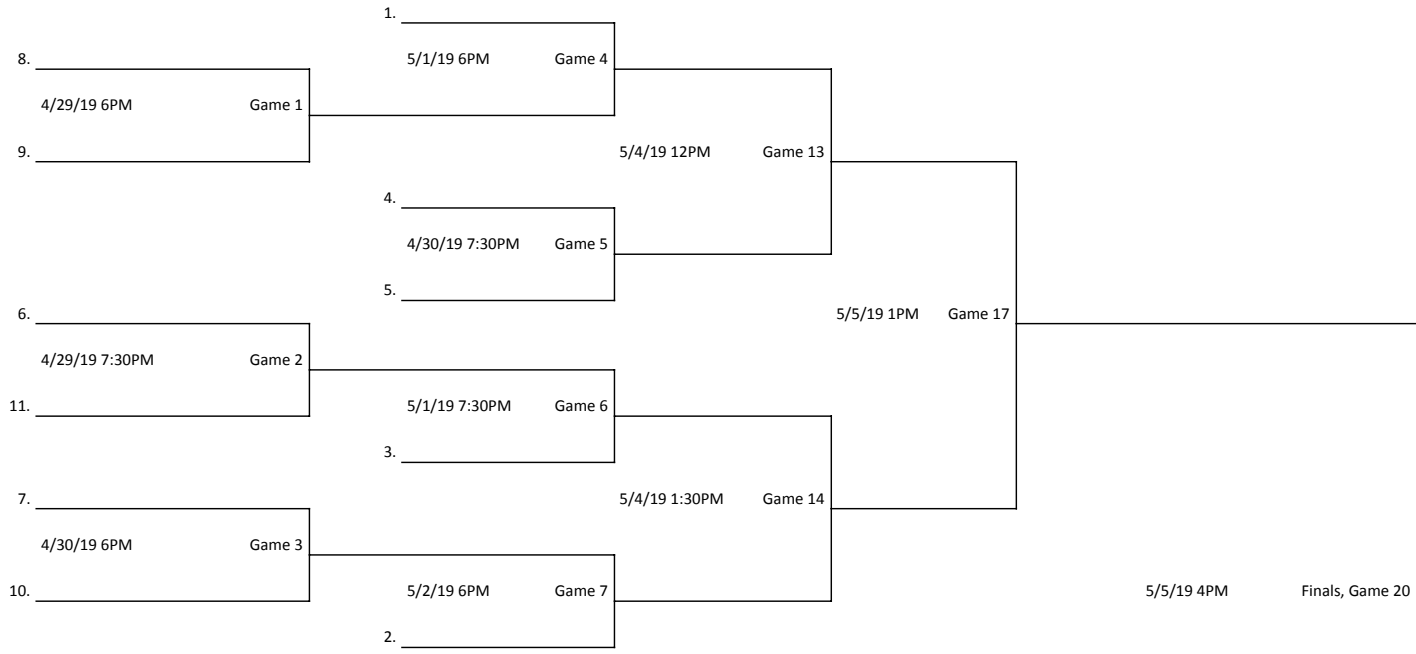 1.
5/1/19 6PM Game 4
8.
4/29/19 6PM Game 1
9.
5/4/19 12PM Game 13
4.
4/30/19 7:30PM Game 5
5.
6.
5/5/19 1PM Game 17
4/29/19 7:30PM Game 2
11.
5/1/19 7:30PM Game 6
3.
7.
5/4/19 1:30PM Game 14
4/30/19 6PM Game 3
10.
5/2/19 6PM Game 7
5/5/19 4PM Finals, Game 20
2.